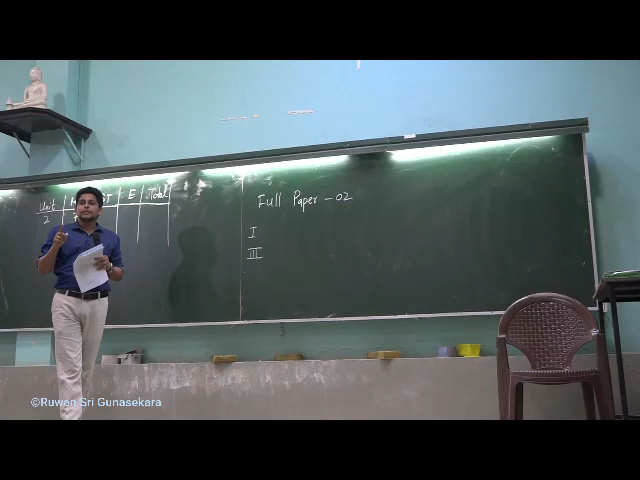 Unit E Total
2
Full Paper - 02
I
III
©Ruwan Sri Gunasekara